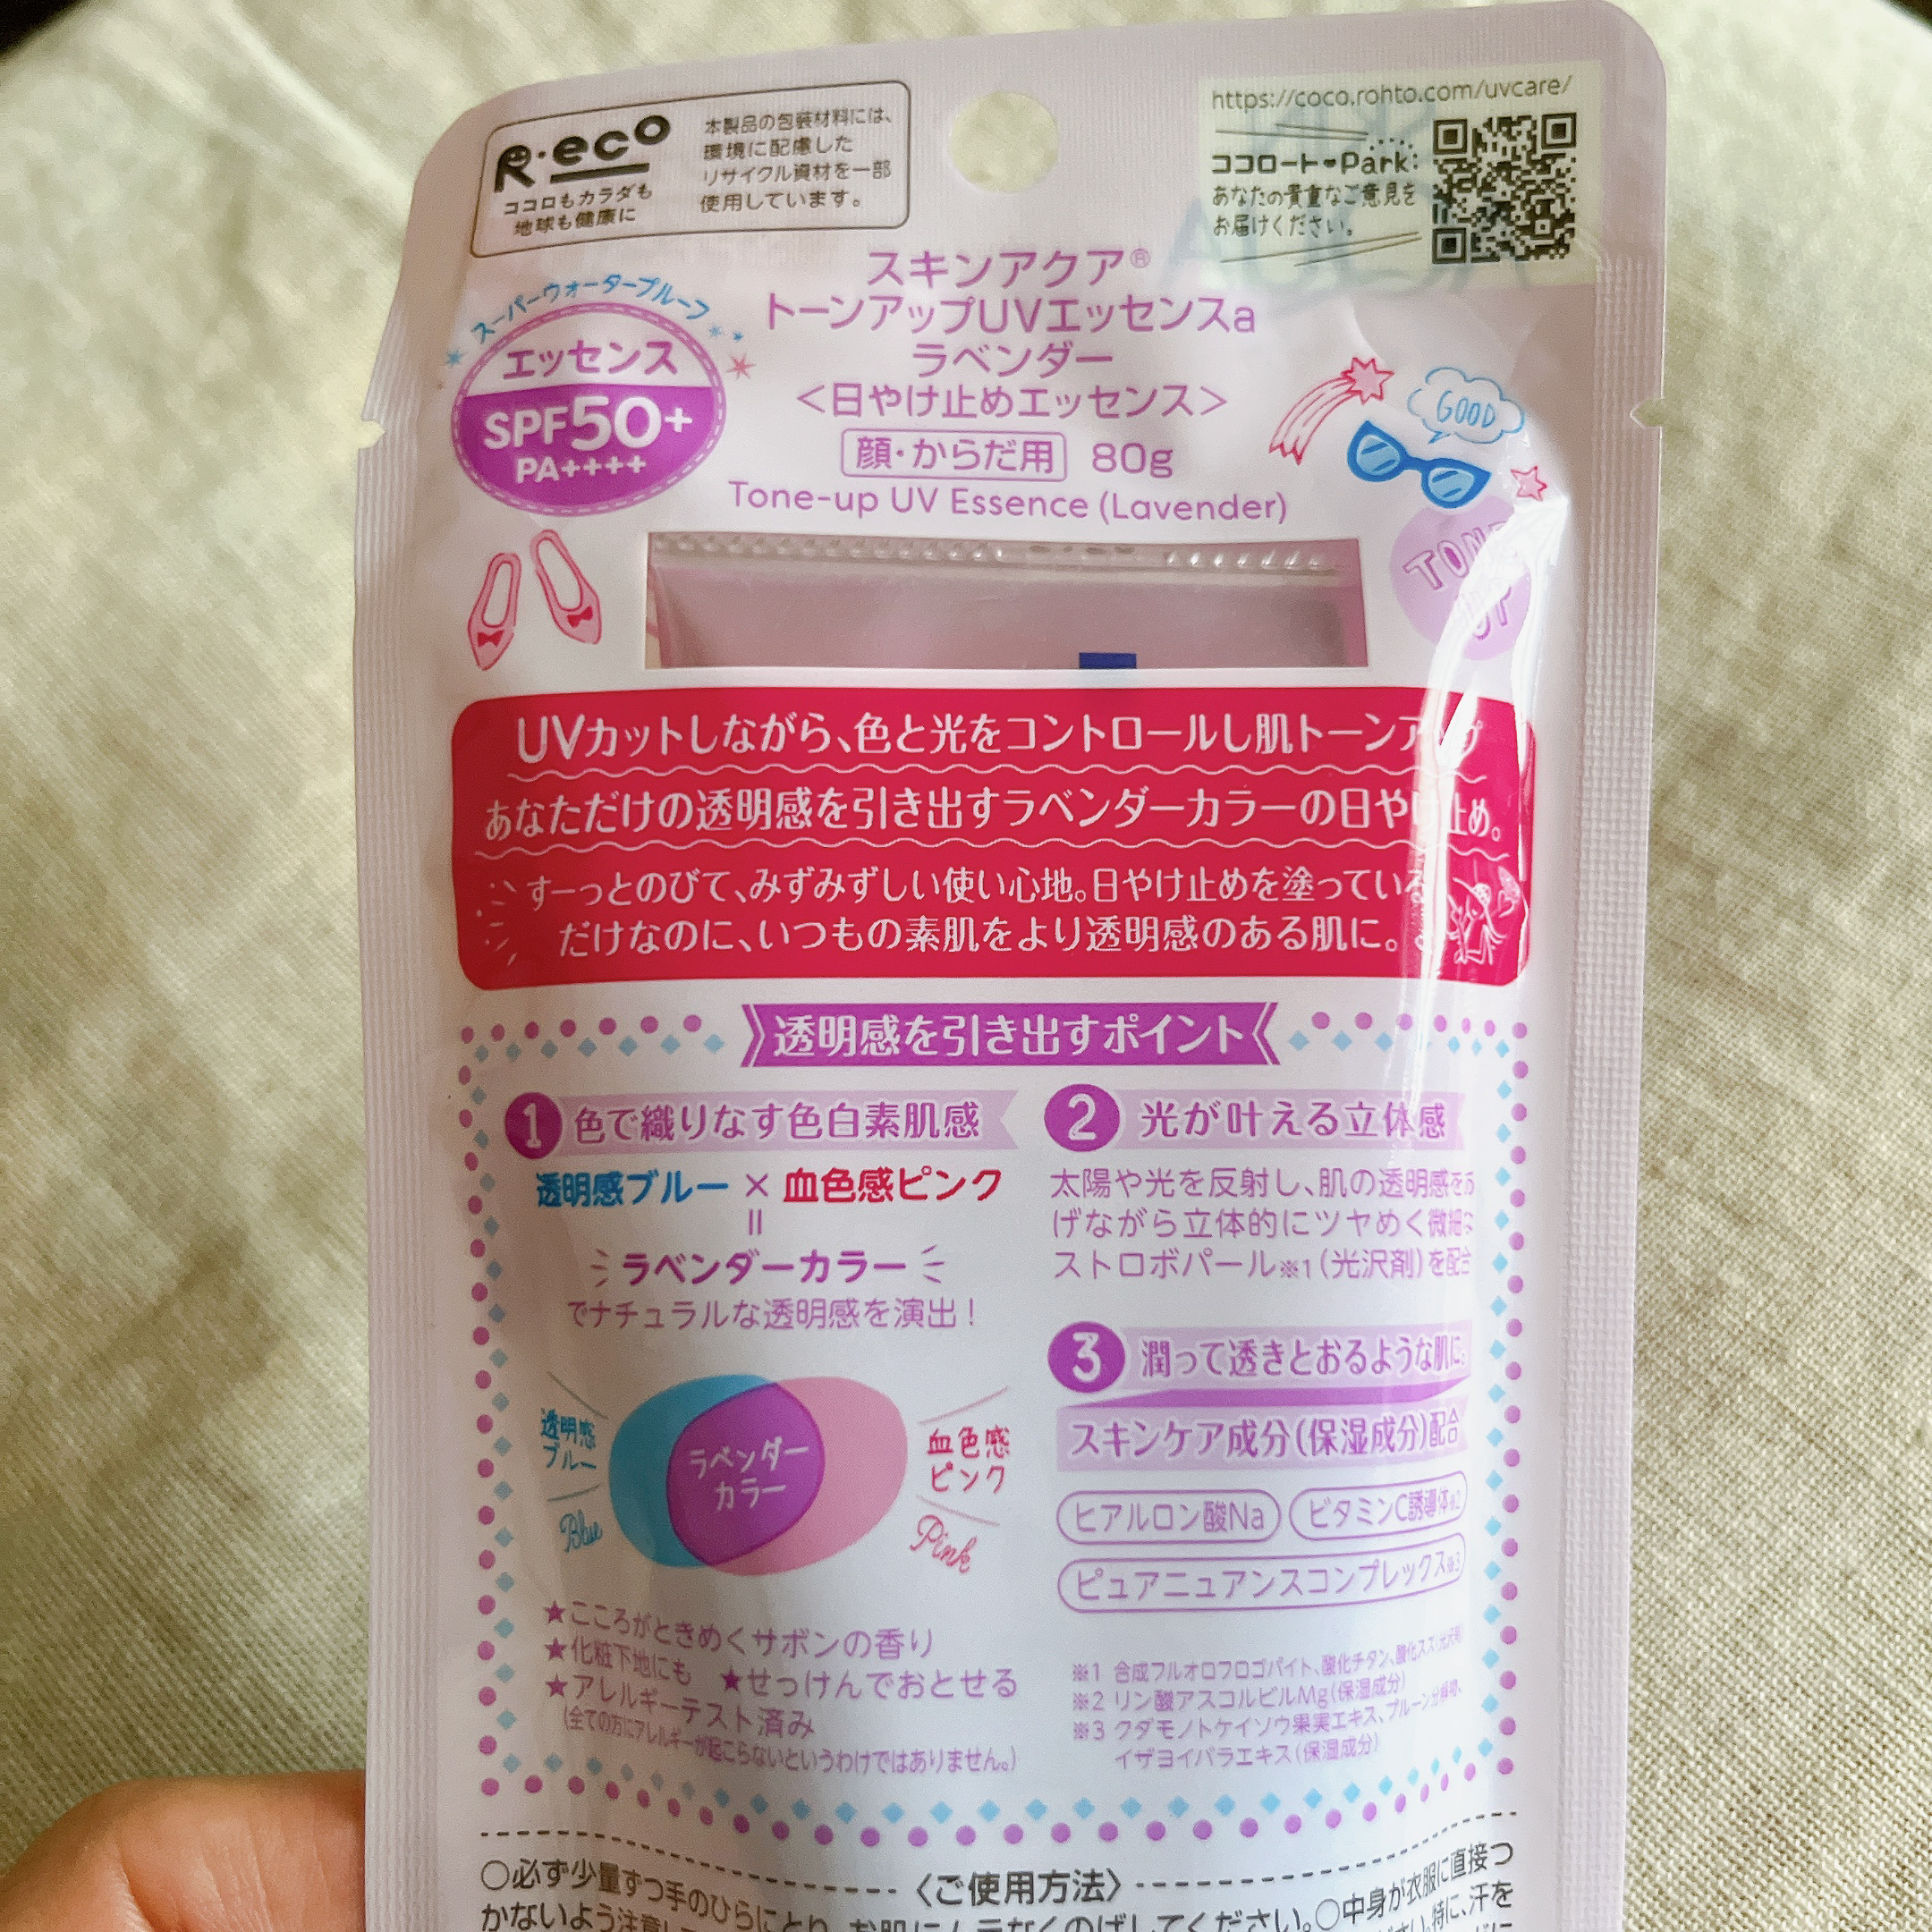 R・eco
ココロもカラダも
地球も健康に
本製品の包装材料には、
環境に配慮した
リサイクル資材を一部
使用しています。
https://coco.rohto.com/uvcare/
ココロート♥Park:
あなたの貴重なご意見を
お届けください。
スーパーウォータープルーフ
エッセンス
SPF50+
PA++++
スキンアクア®
トーンアップUVエッセンスa
ラベンダー
<日やけ止めエッセンス>
顔・からだ用 80g
Tone-up UV Essence (Lavender)
GOOD
TONE
UP
UVカットしながら、色と光をコントロールし肌トーンアップ
あなただけの透明感を引き出すラベンダーカラーの日やけ止め。
すーっとのびて、みずみずしい使い心地。日やけ止めを塗っている
だけなのに、いつもの素肌をより透明感のある肌に。
透明感を引き出すポイント
1 色で織りなす色白素肌感
透明感ブルー×血色感ピンク
=
ラベンダーカラー
でナチュラルな透明感を演出!
透明感
ブルー
Blue
ラベンダー
カラー
血色感
ピンク
Pink
★こころがときめくサボンの香り
★化粧下地にも ★せっけんでおとせる
★アレルギーテスト済み
(全ての方にアレルギーが起こらないというわけではありません。)
2 光が叶える立体感
太陽や光を反射し、肌の透明感を
げながら立体的にツヤめく微細
ストロボパール※1(光沢剤)を配合
3 潤って透きとおるような肌に。
スキンケア成分(保湿成分)配合
ヒアルロン酸Na ビタミンC誘導体※2
ピュアニュアンスコンプレックス※3
※1 合成フルオロフロゴパイト、酸化チタン、酸化スズ(光沢剤)
※2 リン酸アスコルビルMg(保湿成分)
※3 クダモノトケイソウ果実エキス、プルーン分解物、
イザヨイバラエキス(保湿成分)
〈ご使用方法〉
○必ず少量ずつ手のひらにとり、お肌にムラなくのばしてください。○中身が衣服に直接つ
かないよう注意し
特に、汗を